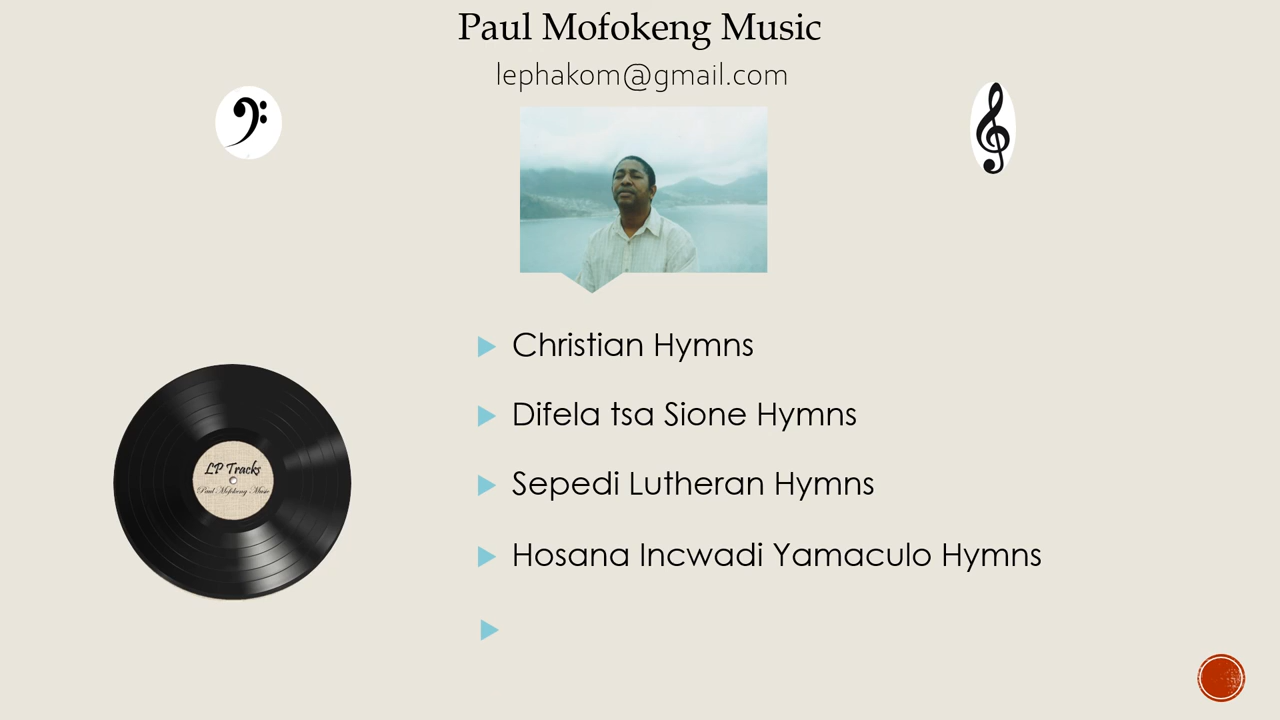 Paul Mofokeng Music
lephakom@gmail.com
Christian Hymns
Difela tsa Sione Hymns
LP Tracks
Paul Mofokeng Music
Sepedi Lutheran Hymns
Hosana Incwadi Yamaculo Hymns